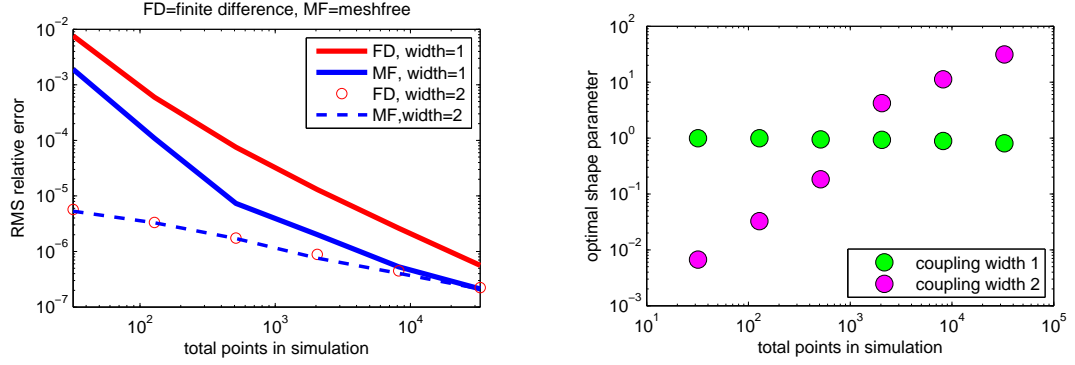 FD=finite difference, MF=meshfree
10^-2
10^-3
10^-4
10^-5
10^-6
10^-7
RMS relative error
FD, width=1
MF, width=1
FD, width=2
MF,width=2
10^2
10^3
10^4
total points in simulation
10^2
10^1
10^0
10^-1
10^-2
10^-3
optimal shape parameter
coupling width 1
coupling width 2
10^1
10^2
10^3
10^4
10^5
total points in simulation